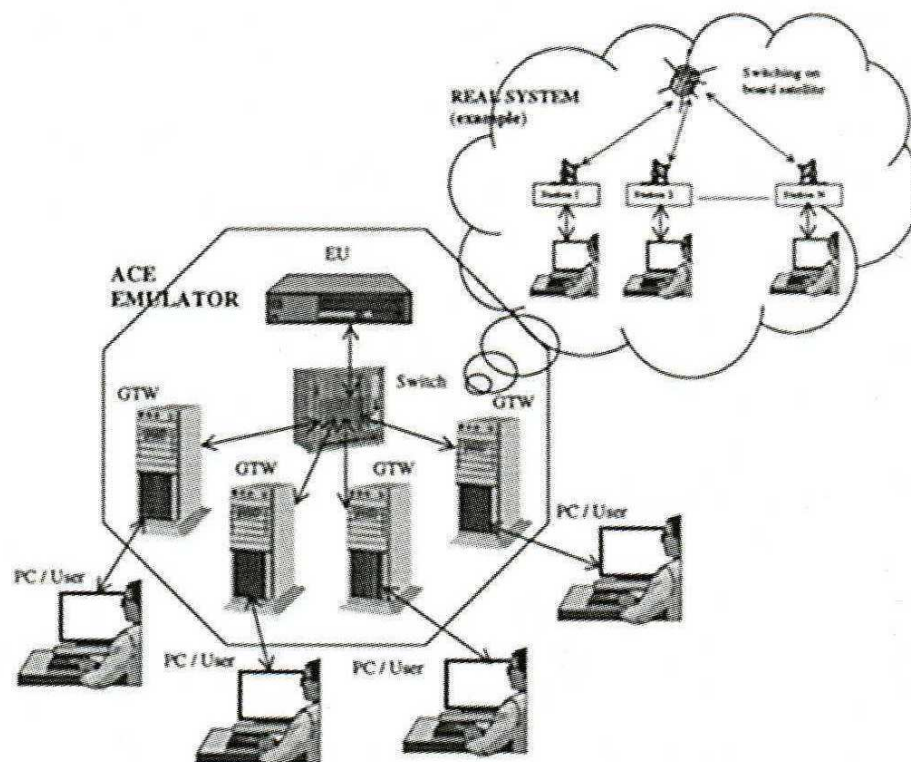 REAL SYSTEM
(example)
Switching on
board satellite
Station 1
Station 2
Station N
ACE
EMULATOR
EU
Switch
GTW
GTW
GTW
GTW
PC / User
PC / User
PC / User
PC / User